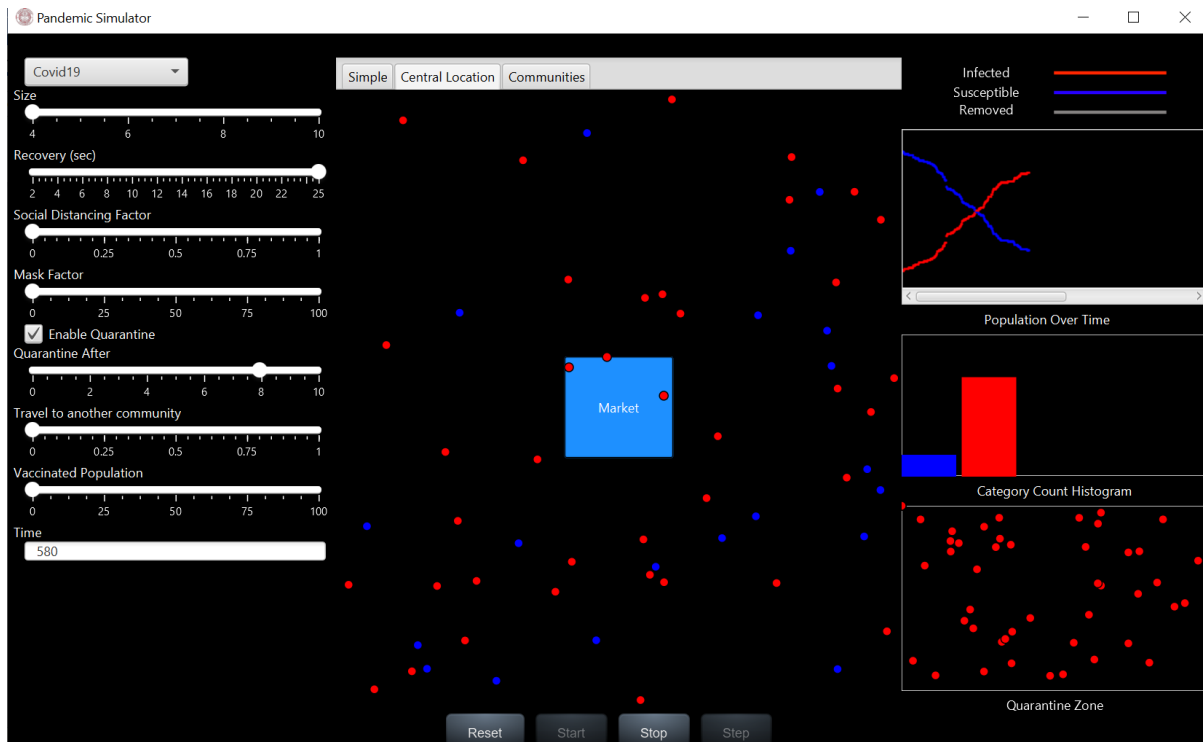 Pandemic Simulator
Covid19
Size
4 6 8 10
Recovery (sec)
2 4 6 8 10 12 14 16 18 20 22 25
Social Distancing Factor
0 0.25 0.5 0.75 1
Mask Factor
0 25 50 75 100
Enable Quarantine
Quarantine After
0 2 4 6 8 10
Travel to another community
0 0.25 0.5 0.75 1
Vaccinated Population
0 25 50 75 100
Time
580
Simple Central Location Communities
Market
Reset Start Stop Step
Infected
Susceptible
Removed
Population Over Time
Category Count Histogram
Quarantine Zone